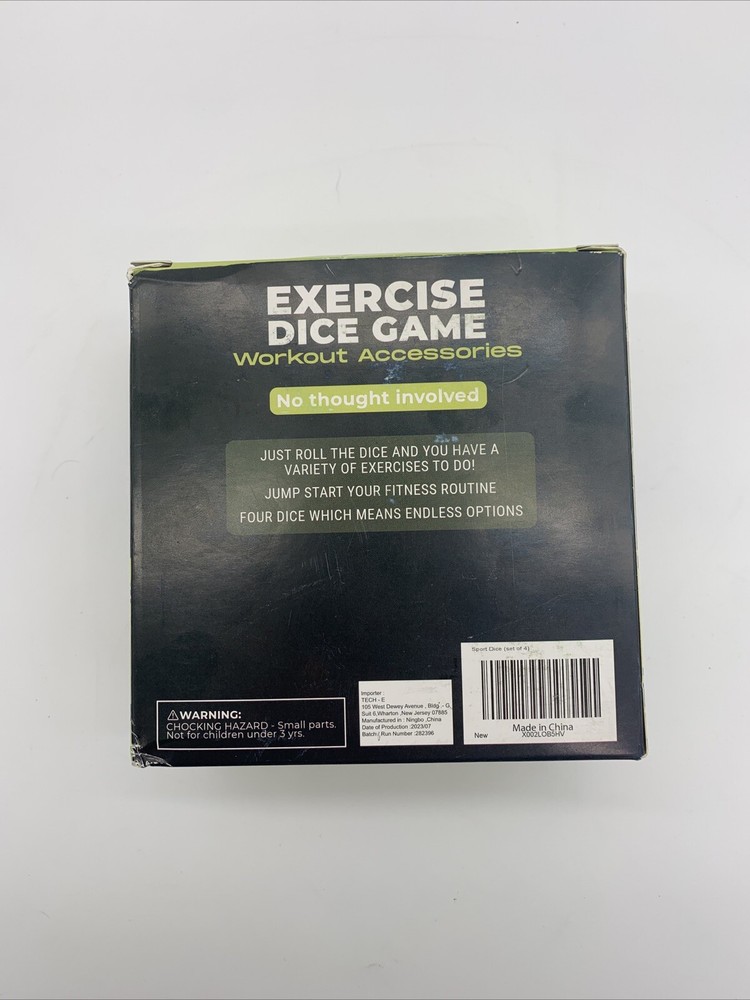 EXERCISE
DICE GAME
Workout Accessories
No thought involved
JUST ROLL THE DICE AND YOU HAVE A
VARIETY OF EXERCISES TO DO!
JUMP START YOUR FITNESS ROUTINE
FOUR DICE WHICH MEANS ENDLESS OPTIONS
⚠WARNING:
CHOCKING HAZARD - Small parts.
Not for children under 3 yrs.
Importer :
TECH - E
105 West Dewey Avenue , Bldg - G,
Suit 6,Wharton ,New Jersey 07885
Manufactured in : Ningbo ,China
Date of Production :2023/07
Batch / Run Number :282396
Sport Dice (set of 4)
Made in China
New X002LOB5HV